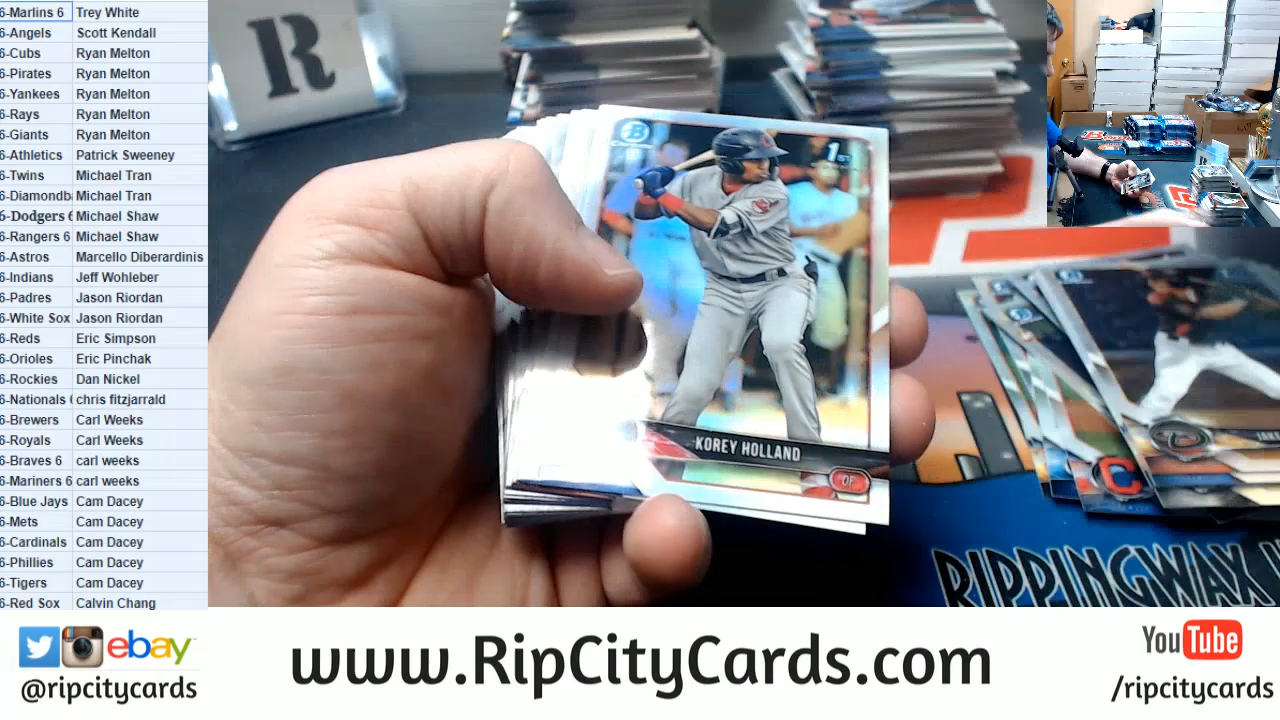 6-Marlins 6 Trey White
6-Angels Scott Kendall
6-Cubs Ryan Melton
6-Pirates Ryan Melton
6-Yankees Ryan Melton
6-Rays Ryan Melton
6-Giants Ryan Melton
6-Athletics Patrick Sweeney
6-Twins Michael Tran
6-Diamondb Michael Tran
6-Dodgers 6 Michael Shaw
6-Rangers 6 Michael Shaw
6-Astros Marcello Diberardinis
6-Indians Jeff Wohleber
6-Padres Jason Riordan
6-White Sox Jason Riordan
6-Reds Eric Simpson
6-Orioles Eric Pinchak
6-Rockies Dan Nickel
6-Nationals chris fitzjarrald
6-Brewers Carl Weeks
6-Royals Carl Weeks
6-Braves 6 carl weeks
6-Mariners 6 carl weeks
6-Blue Jays Cam Dacey
6-Mets Cam Dacey
6-Cardinals Cam Dacey
6-Phillies Cam Dacey
6-Tigers Cam Dacey
6-Red Sox Calvin Chang
R
B
1ST
KOREY HOLLAND
OF
C
RIPPINGWAX
ebay
@ripcitycards
www.RipCityCards.com
YouTube
/ripcitycards